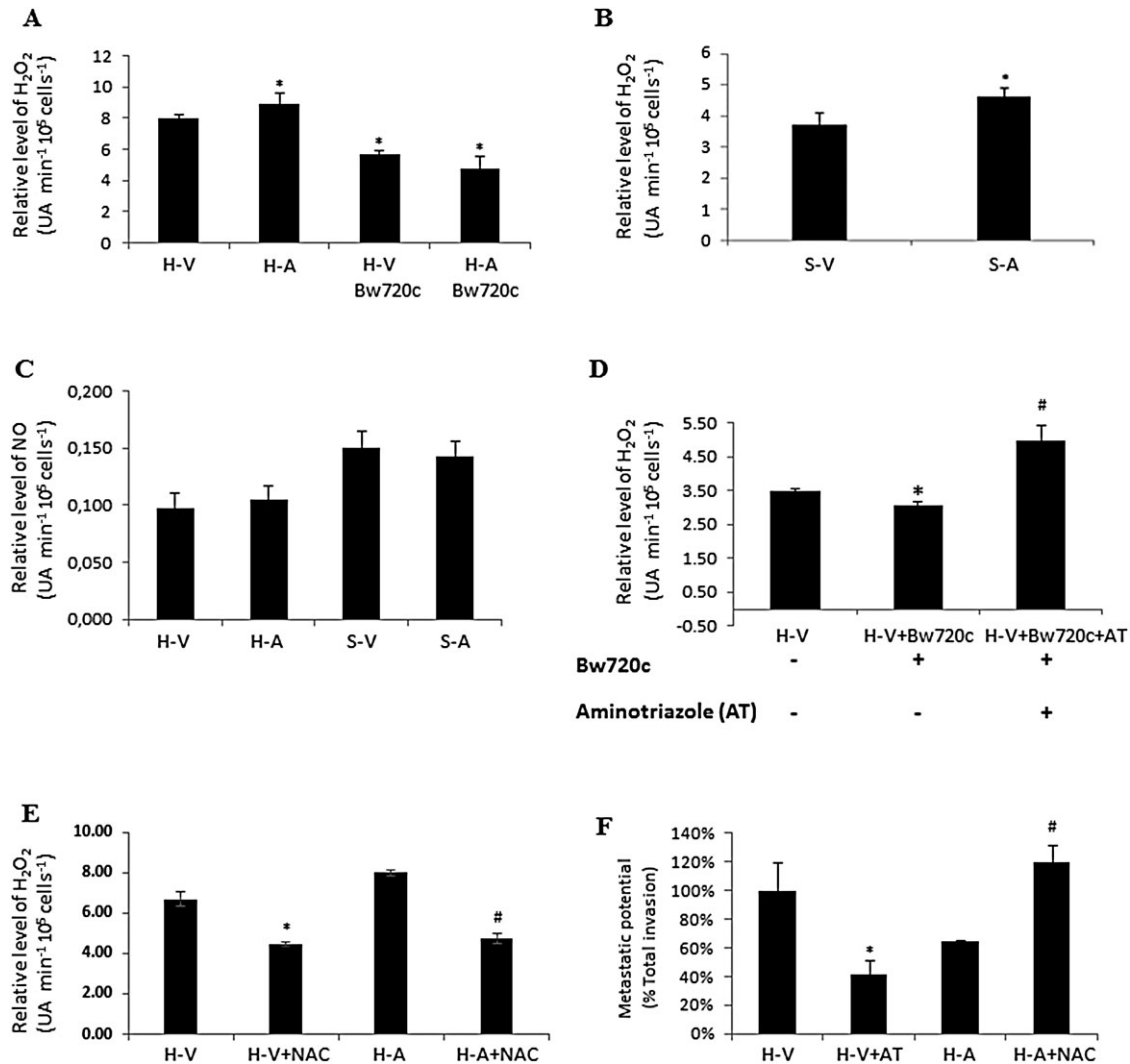 A
Relative level of H₂O₂
(UA min⁻¹ 10⁵ cells⁻¹)
12
10
8
6
4
2
0
*
*
*
H-V
H-A
H-V
Bw720c
H-A
Bw720c
B
Relative level of H₂O₂
(UA min⁻¹ 10⁵ cells⁻¹)
6
5
4
3
2
1
0
*
S-V
S-A
C
Relative level of NO
(UA min⁻¹ 10⁵ cells⁻¹)
0,200
0,150
0,100
0,050
0,000
H-V
H-A
S-V
S-A
D
Relative level of H₂O₂
(UA min⁻¹ 10⁵ cells⁻¹)
5.50
3.50
1.50
-0.50
*
#
H-V
H-V+Bw720c
H-V+Bw720c+AT
Bw720c - + +
Aminotriazole (AT) - - +
E
Relative level of H₂O₂
(UA min⁻¹ 10⁵ cells⁻¹)
10.00
8.00
6.00
4.00
2.00
0.00
*
#
H-V
H-V+NAC
H-A
H-A+NAC
F
Metastatic potential
(% Total invasion)
140%
120%
100%
80%
60%
40%
20%
0%
*
#
H-V
H-V+AT
H-A
H-A+NAC